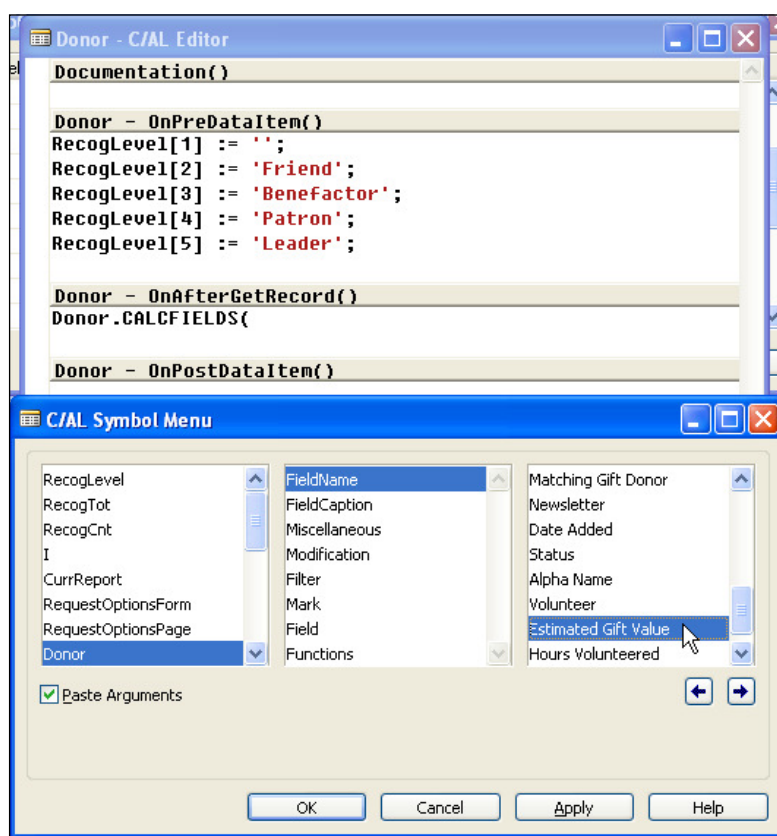 Donor - C/AL Editor
Documentation()
Donor - OnPreDataItem()
RecogLevel[1] := '';
RecogLevel[2] := 'Friend';
RecogLevel[3] := 'Benefactor';
RecogLevel[4] := 'Patron';
RecogLevel[5] := 'Leader';
Donor - OnAfterGetRecord()
Donor.CALCFIELDS(
Donor - OnPostDataItem()
C/AL Symbol Menu
RecogLevel
RecogTot
RecogCnt
I
CurrReport
RequestOptionsForm
RequestOptionsPage
Donor
FieldName
FieldCaption
Miscellaneous
Modification
Filter
Mark
Field
Functions
Matching Gift Donor
Newsletter
Date Added
Status
Alpha Name
Volunteer
Estimated Gift Value
Hours Volunteered
Paste Arguments
OK
Cancel
Apply
Help